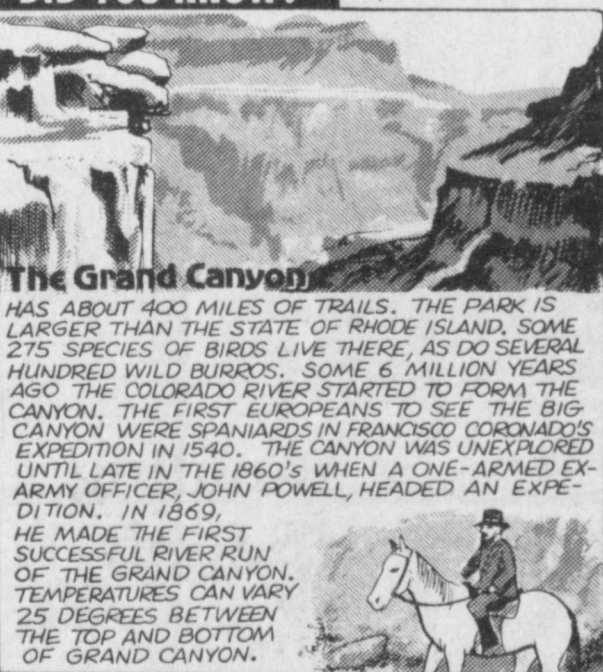 The Grand Canyon
HAS ABOUT 400 MILES OF TRAILS. THE PARK IS
LARGER THAN THE STATE OF RHODE ISLAND. SOME
275 SPECIES OF BIRDS LIVE THERE, AS DO SEVERAL
HUNDRED WILD BURROS. SOME 6 MILLION YEARS
AGO THE COLORADO RIVER STARTED TO FORM THE
CANYON. THE FIRST EUROPEANS TO SEE THE BIG
CANYON WERE SPANIARDS IN FRANCISCO CORONADO'S
EXPEDITION IN 1540. THE CANYON WAS UNEXPLORED
UNTIL LATE IN THE 1860's WHEN A ONE-ARMED EX-
ARMY OFFICER, JOHN POWELL, HEADED AN EXPE-
DITION. IN 1869,
HE MADE THE FIRST
SUCCESSFUL RIVER RUN
OF THE GRAND CANYON.
TEMPERATURES CAN VARY
25 DEGREES BETWEEN
THE TOP AND BOTTOM
OF GRAND CANYON.